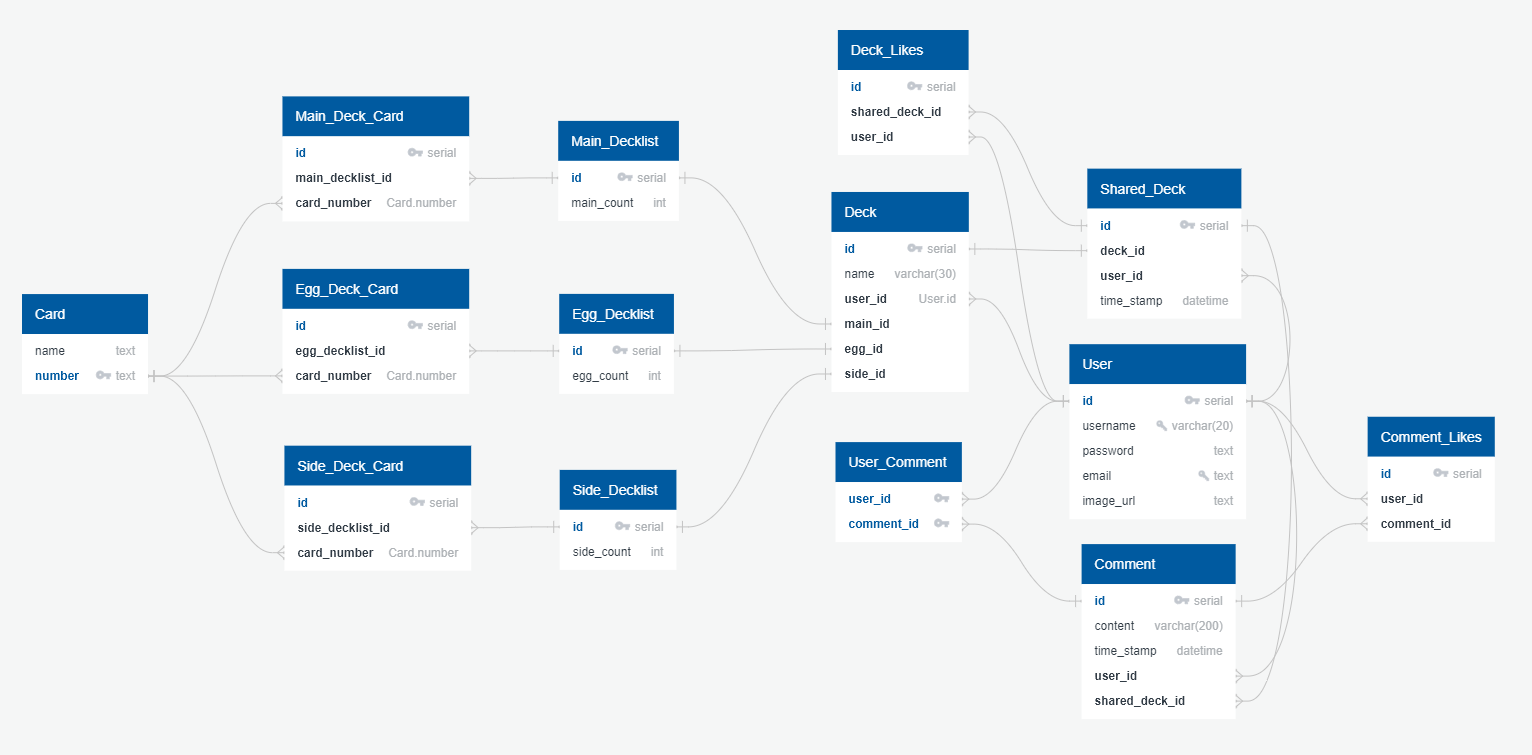 Deck_Likes
id serial
shared_deck_id
user_id
Main_Deck_Card
id serial
main_decklist_id
card_number Card.number
Main_Decklist
id serial
main_count int
Shared_Deck
id serial
deck_id
user_id
time_stamp datetime
Deck
id serial
name varchar(30)
user_id User.id
main_id
egg_id
side_id
Egg_Deck_Card
id serial
egg_decklist_id
card_number Card.number
Egg_Decklist
id serial
egg_count int
Card
name text
number text
User
id serial
username varchar(20)
password text
email text
image_url text
Comment_Likes
id serial
user_id
comment_id
User_Comment
user_id
comment_id
Side_Deck_Card
id serial
side_decklist_id
card_number Card.number
Side_Decklist
id serial
side_count int
Comment
id serial
content varchar(200)
time_stamp datetime
user_id
shared_deck_id